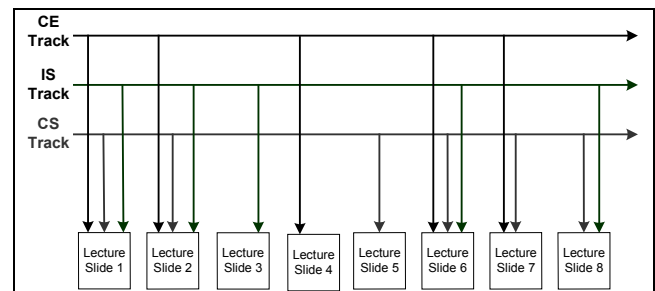 CE
Track
IS
Track
CS
Track
Lecture
Slide 1
Lecture
Slide 2
Lecture
Slide 3
Lecture
Slide 4
Lecture
Slide 5
Lecture
Slide 6
Lecture
Slide 7
Lecture
Slide 8